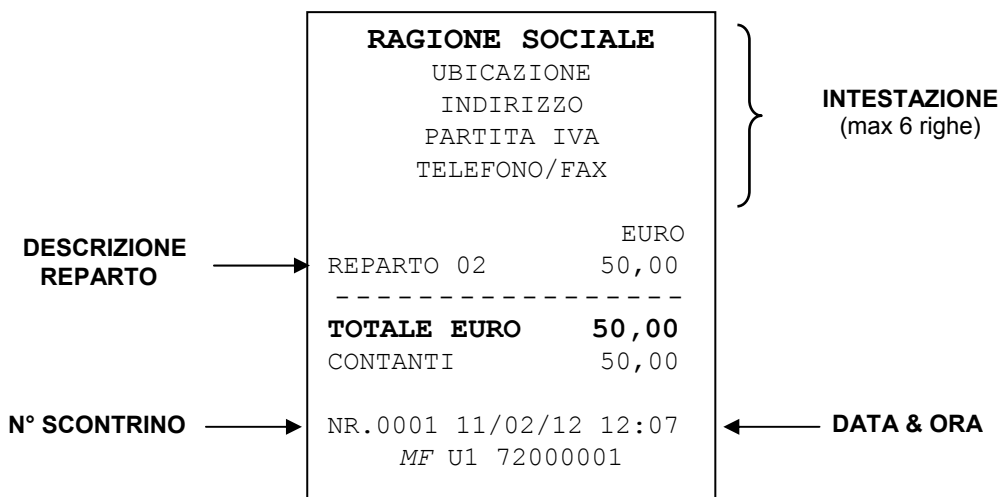 RAGIONE SOCIALE
UBICAZIONE
INDIRIZZO
PARTITA IVA
TELEFONO/FAX
INTESTAZIONE
(max 6 righe)
EURO
DESCRIZIONE
REPARTO
REPARTO 02 50,00
-----------------
TOTALE EURO 50,00
CONTANTI 50,00
N° SCONTRINO
NR.0001 11/02/12 12:07
DATA & ORA
MF U1 72000001